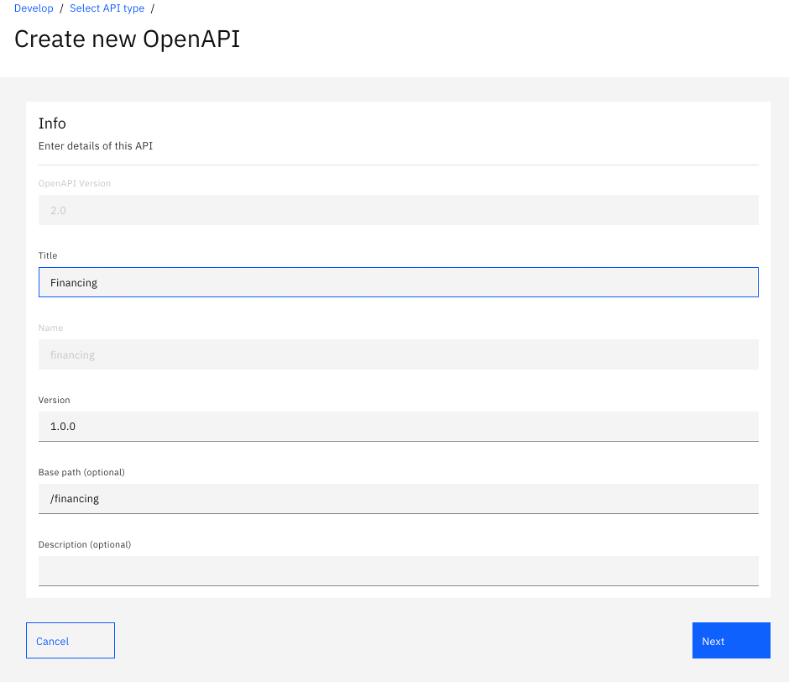 Develop / Select API type /
Create new OpenAPI
Info
Enter details of this API
OpenAPI Version
2.0
Title
Financing
Name
financing
Version
1.0.0
Base path (optional)
/financing
Description (optional)
Cancel
Next